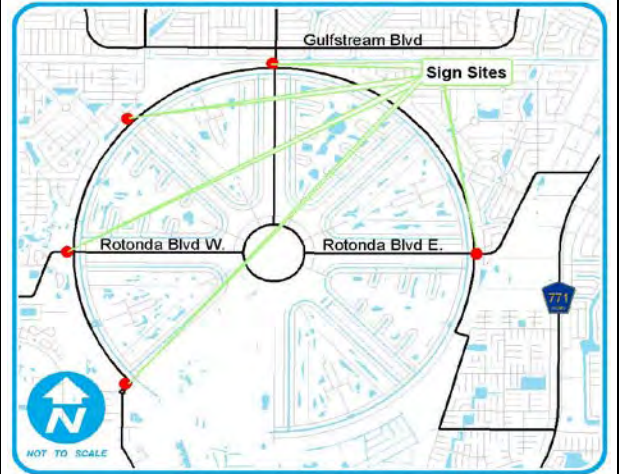 Gulfstream Blvd
Sign Sites
Rotonda Blvd W.
Rotonda Blvd E.
771
N
NOT TO SCALE